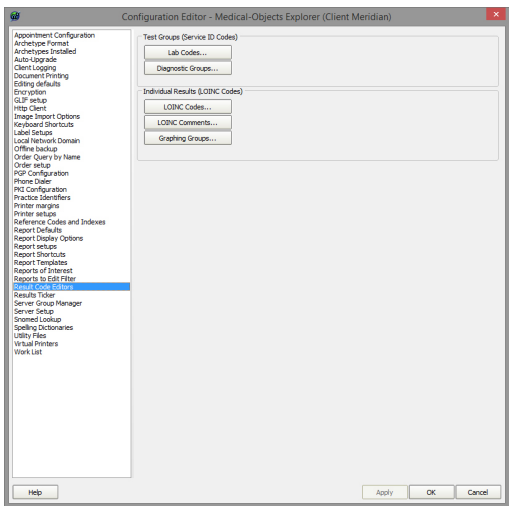 Configuration Editor - Medical-Objects Explorer (Client Meridian)
Appointment Configuration
Archetype Format
Archetypes Installed
Auto-Upgrade
Client Logging
Document Printing
Editing defaults
Encryption
GLIF setup
Http Client
Image Import Options
Keyboard Shortcuts
Label Setups
Local Network Domain
Offline backup
Order Query by Name
Order setup
PGP Configuration
Phone Dialer
PKI Configuration
Practice Identifiers
Printer margins
Printer setups
Reference Codes and Indexes
Report Defaults
Report Display Options
Report setups
Report Shortcuts
Report Templates
Reports of Interest
Reports to Edit Filter
Result Code Editors
Results Ticker
Server Group Manager
Server Setup
Snomed Lookup
Spelling Dictionaries
Utility Files
Virtual Printers
Work List
Test Groups (Service ID Codes)
Lab Codes...
Diagnostic Groups...
Individual Results (LOINC Codes)
LOINC Codes...
LOINC Comments...
Graphing Groups...
Help
Apply
OK
Cancel